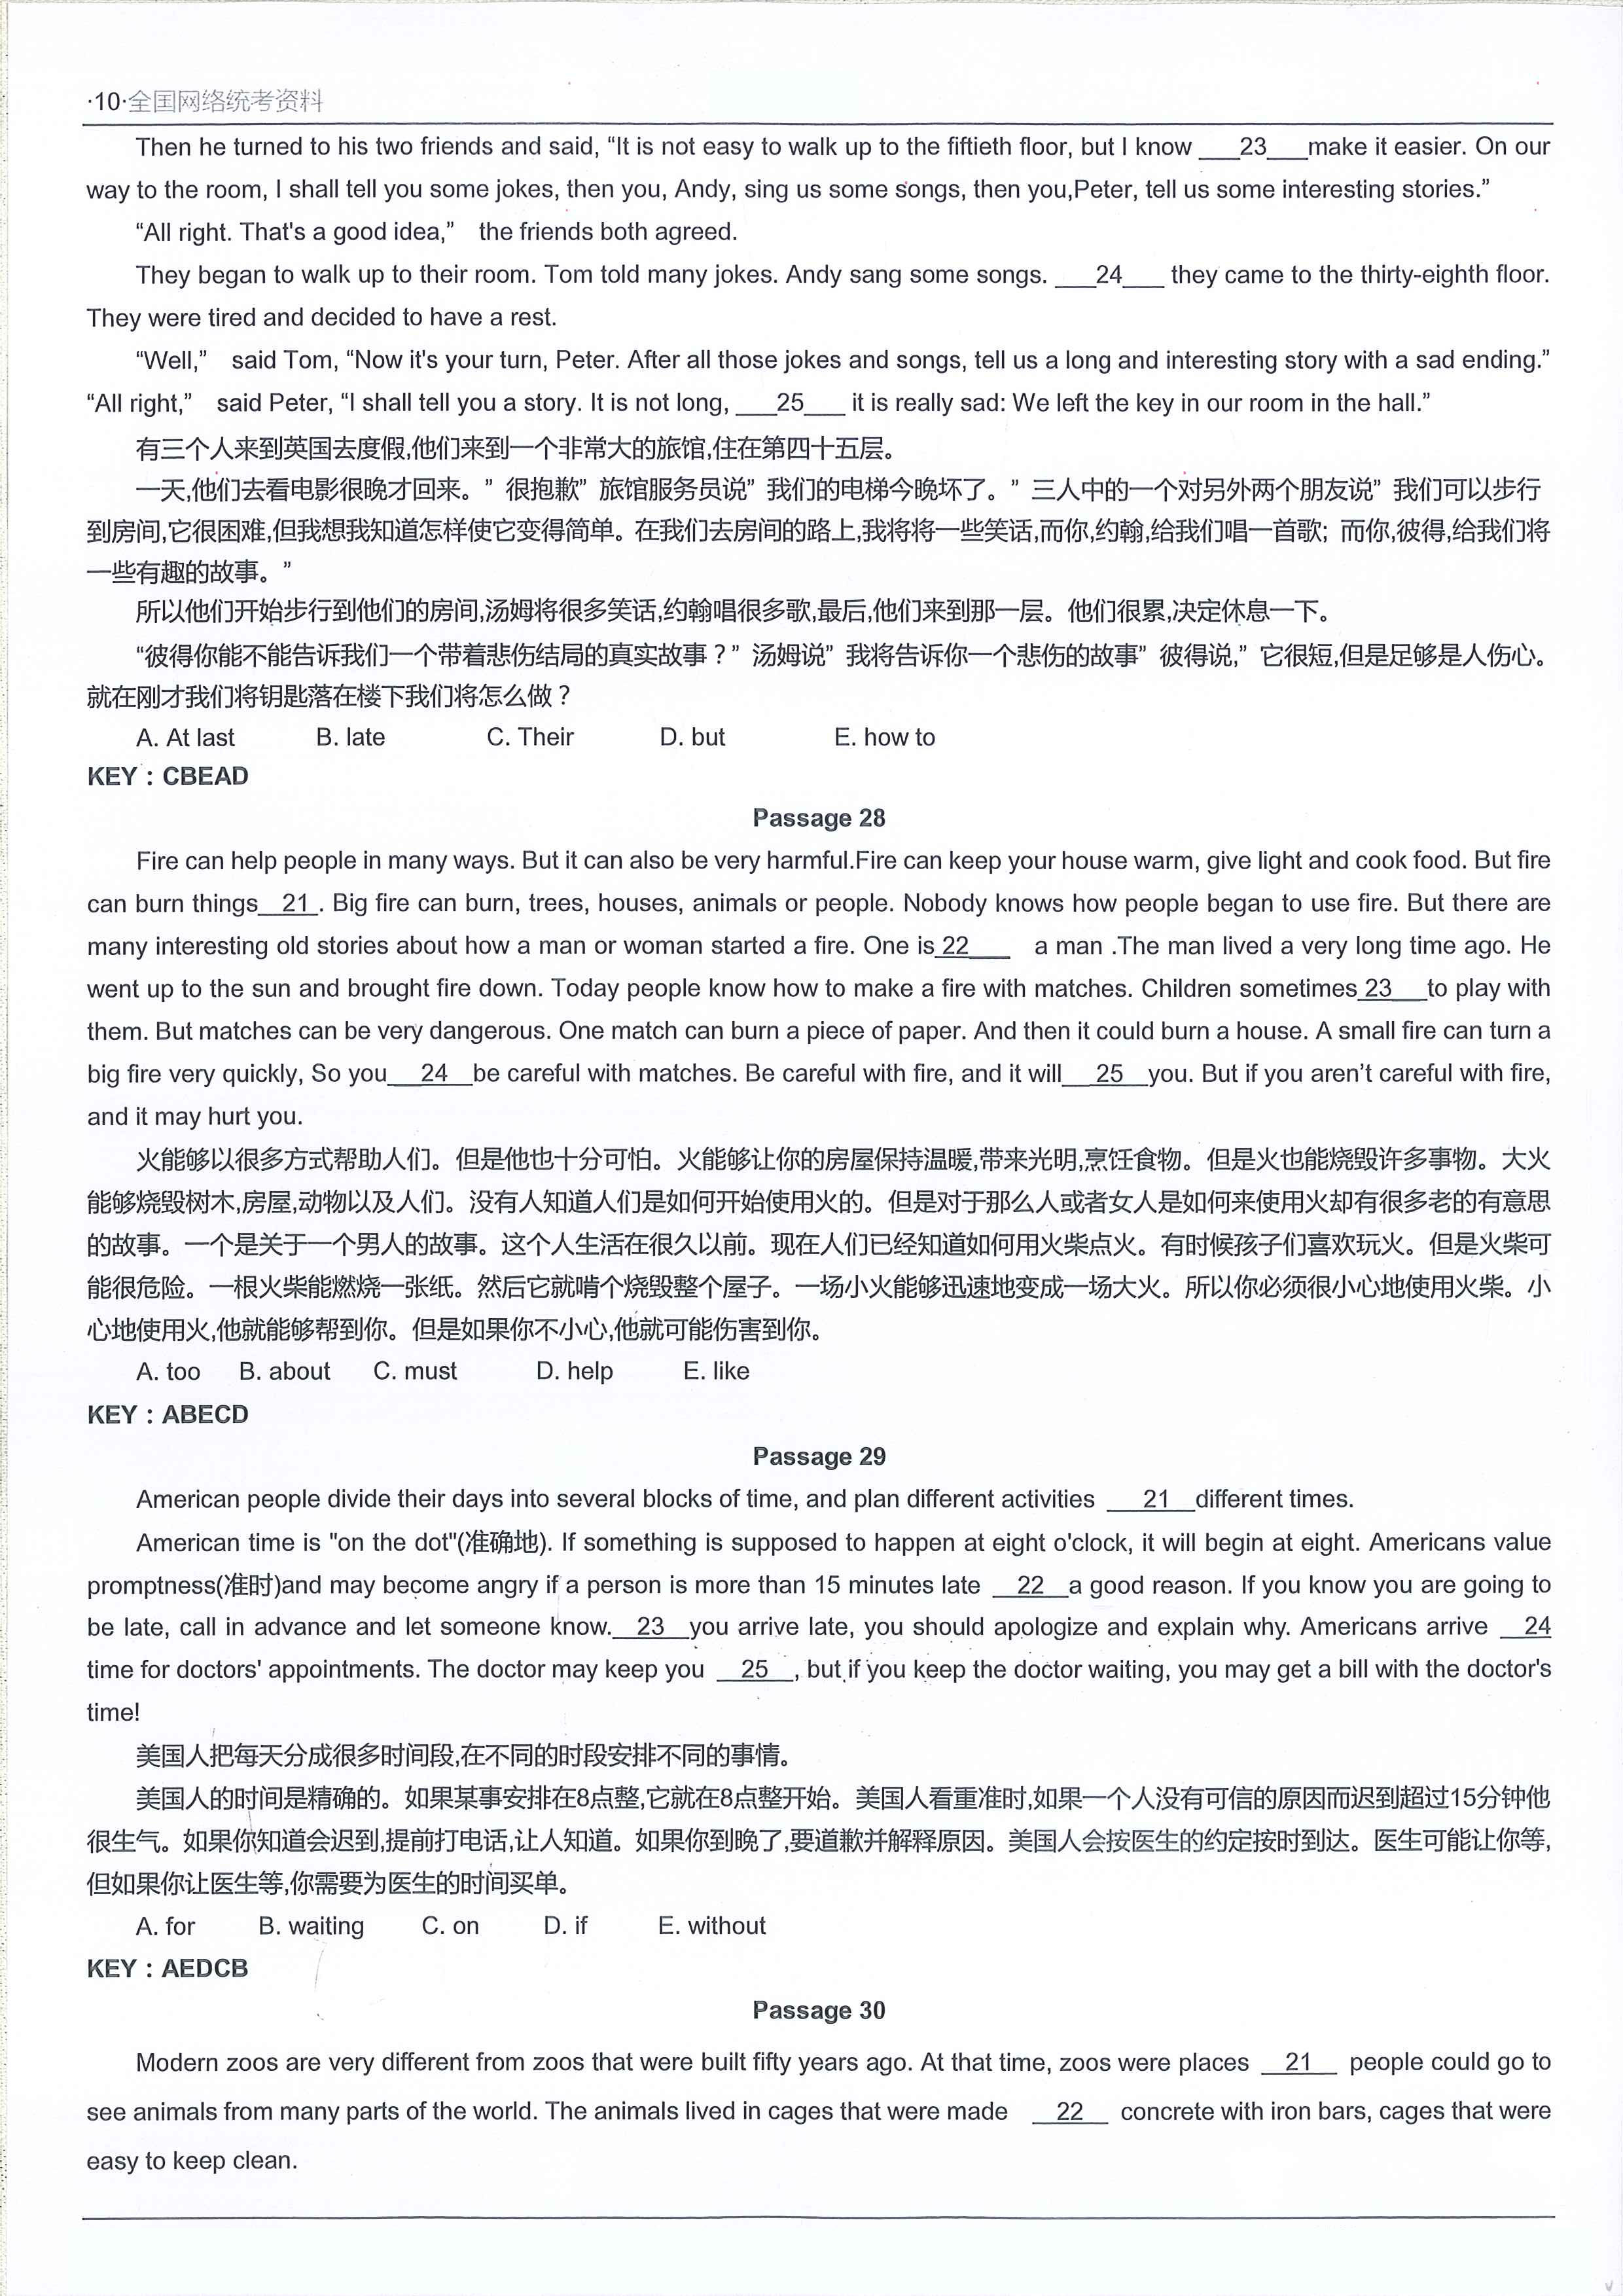 ·10·全国网络统考资料
Then he turned to his two friends and said, “It is not easy to walk up to the fiftieth floor, but I know ___23___make it easier. On our
way to the room, I shall tell you some jokes, then you, Andy, sing us some songs, then you,Peter, tell us some interesting stories.”
“All right. That's a good idea,” the friends both agreed.
They began to walk up to their room. Tom told many jokes. Andy sang some songs. ___24___ they came to the thirty-eighth floor.
They were tired and decided to have a rest.
“Well,” said Tom, “Now it's your turn, Peter. After all those jokes and songs, tell us a long and interesting story with a sad ending.”
“All right,” said Peter, “I shall tell you a story. It is not long, ___25___ it is really sad: We left the key in our room in the hall.”
有三个人来到英国去度假,他们来到一个非常大的旅馆,住在第四十五层。
一天,他们去看电影很晚才回来。” 很抱歉” 旅馆服务员说” 我们的电梯今晚坏了。” 三人中的一个对另外两个朋友说” 我们可以步行
到房间,它很困难,但我想我知道怎样使它变得简单。在我们去房间的路上,我将将一些笑话,而你,约翰,给我们唱一首歌; 而你,彼得,给我们将
一些有趣的故事。”
所以他们开始步行到他们的房间,汤姆将很多笑话,约翰唱很多歌,最后,他们来到那一层。他们很累,决定休息一下。
“彼得你能不能告诉我们一个带着悲伤结局的真实故事？” 汤姆说” 我将告诉你一个悲伤的故事” 彼得说,” 它很短,但是足够是人伤心。
就在刚才我们将钥匙落在楼下我们将怎么做？
A. At last B. late C. Their D. but E. how to
KEY：CBEAD
Passage 28
Fire can help people in many ways. But it can also be very harmful.Fire can keep your house warm, give light and cook food. But fire
can burn things__21_. Big fire can burn, trees, houses, animals or people. Nobody knows how people began to use fire. But there are
many interesting old stories about how a man or woman started a fire. One is 22___ a man .The man lived a very long time ago. He
went up to the sun and brought fire down. Today people know how to make a fire with matches. Children sometimes 23___to play with
them. But matches can be very dangerous. One match can burn a piece of paper. And then it could burn a house. A small fire can turn a
big fire very quickly, So you___24___be careful with matches. Be careful with fire, and it will___25___you. But if you aren’t careful with fire,
and it may hurt you.
火能够以很多方式帮助人们。但是他也十分可怕。火能够让你的房屋保持温暖,带来光明,烹饪食物。但是火也能烧毁许多事物。大火
能够烧毁树木,房屋,动物以及人们。没有人知道人们是如何开始使用火的。但是对于那么人或者女人是如何来使用火却有很多老的有意思
的故事。一个是关于一个男人的故事。这个人生活在很久以前。现在人们已经知道如何用火柴点火。有时候孩子们喜欢玩火。但是火柴可
能很危险。一根火柴能燃烧一张纸。然后它就啃个烧毁整个屋子。一场小火能够迅速地变成一场大火。所以你必须很小心地使用火柴。小
心地使用火,他就能够帮到你。但是如果你不小心,他就可能伤害到你。
A. too B. about C. must D. help E. like
KEY：ABECD
Passage 29
American people divide their days into several blocks of time, and plan different activities ___21___different times.
American time is "on the dot"(准确地). If something is supposed to happen at eight o'clock, it will begin at eight. Americans value
promptness(准时)and may become angry if a person is more than 15 minutes late __22__a good reason. If you know you are going to
be late, call in advance and let someone know.__23__you arrive late, you should apologize and explain why. Americans arrive __24
time for doctors' appointments. The doctor may keep you __25__, but if you keep the doctor waiting, you may get a bill with the doctor's
time!
美国人把每天分成很多时间段,在不同的时段安排不同的事情。
美国人的时间是精确的。如果某事安排在8点整,它就在8点整开始。美国人看重准时,如果一个人没有可信的原因而迟到超过15分钟他
很生气。如果你知道会迟到,提前打电话,让人知道。如果你到晚了,要道歉并解释原因。美国人会按医生的约定按时到达。医生可能让你等,
但如果你让医生等,你需要为医生的时间买单。
A. for B. waiting C. on D. if E. without
KEY：AEDCB
Passage 30
Modern zoos are very different from zoos that were built fifty years ago. At that time, zoos were places __21__ people could go to
see animals from many parts of the world. The animals lived in cages that were made __22__ concrete with iron bars, cages that were
easy to keep clean.